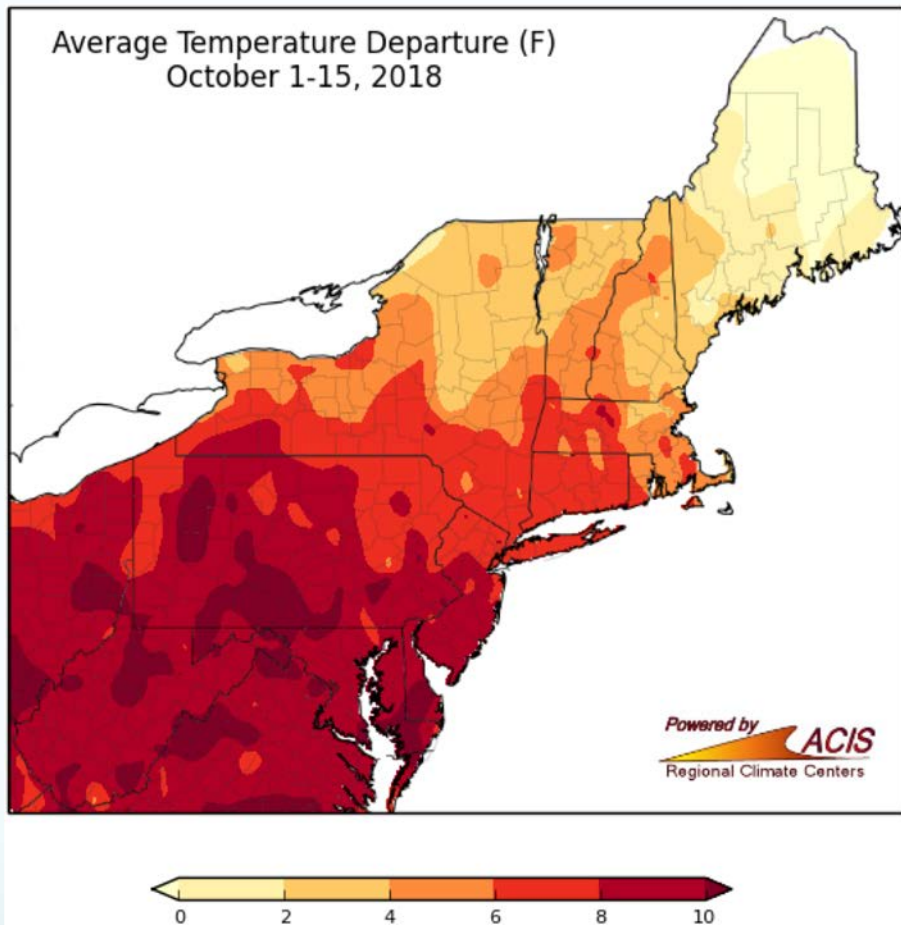 Average Temperature Departure (F)
October 1-15, 2018
Powered by
ACIS
Regional Climate Centers
0 2 4 6 8 10